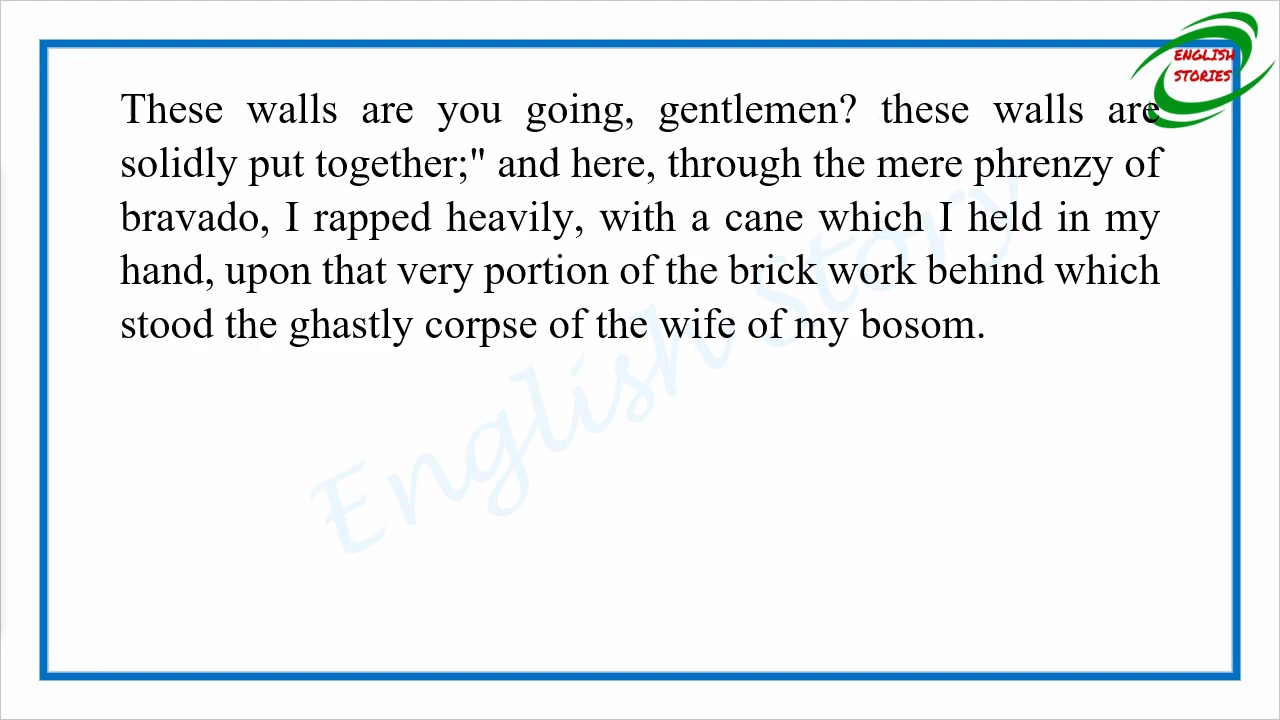 ENGLISH
STORIES
These walls are you going, gentlemen? these walls are
solidly put together;" and here, through the mere phrenzy of
bravado, I rapped heavily, with a cane which I held in my
hand, upon that very portion of the brick work behind which
stood the ghastly corpse of the wife of my bosom.
English Story